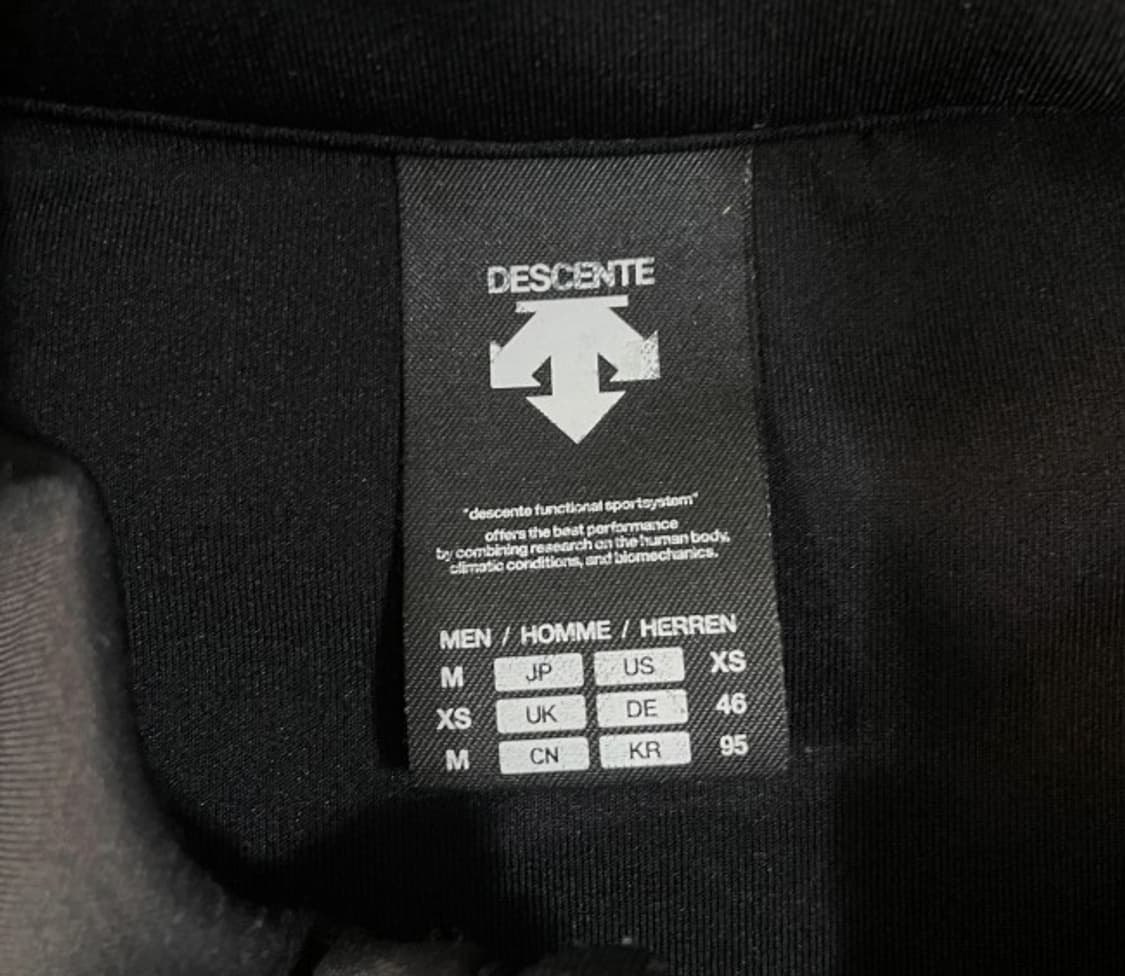 DESCENTE
"descente functional sportsystem"
offers the best performance
by combining research on the human body,
climatic conditions, and biomechanics.
MEN / HOMME / HERREN
M JP US XS
XS UK DE 46
M CN KR 95